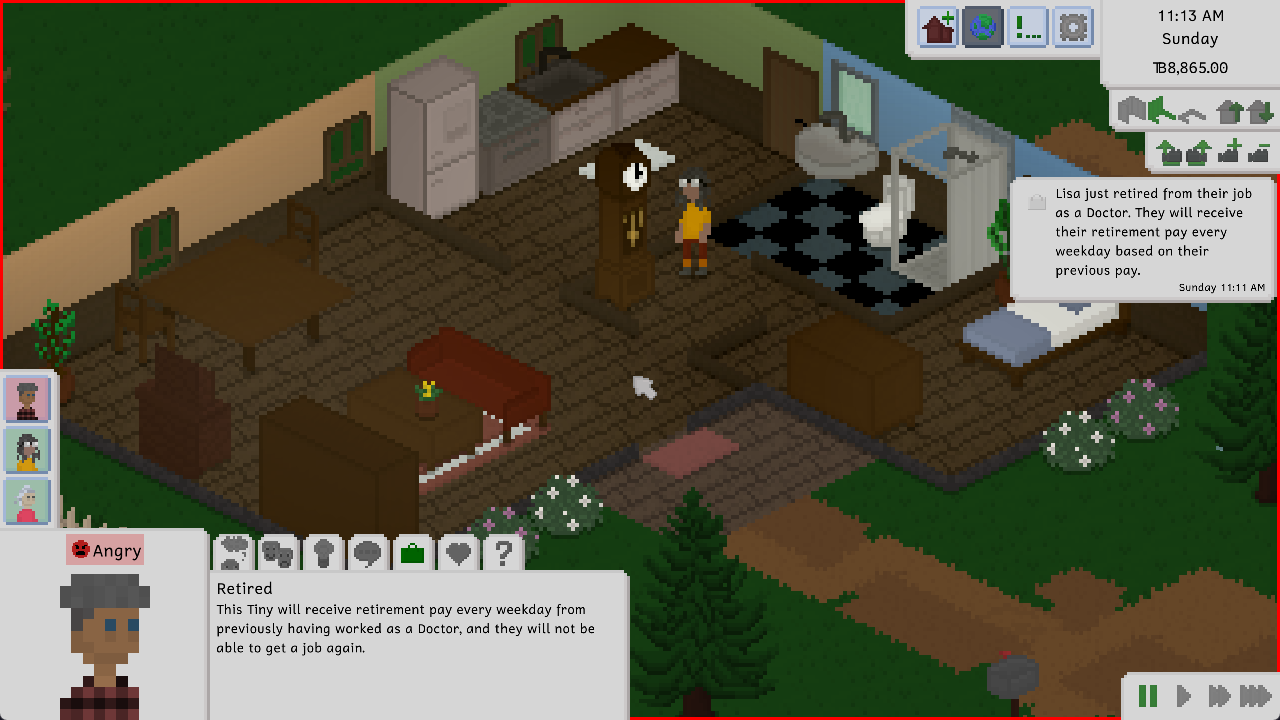 11:13 AM
Sunday
Ҍ8,865.00
Lisa just retired from their job
as a Doctor. They will receive
their retirement pay every
weekday based on their
previous pay.
Sunday 11:11 AM
Angry
Retired
This Tiny will receive retirement pay every weekday from
previously having worked as a Doctor, and they will not be
able to get a job again.